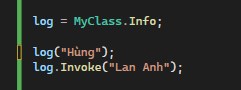 log = MyClass.Info;
log("Hùng");
log.Invoke("Lan Anh");